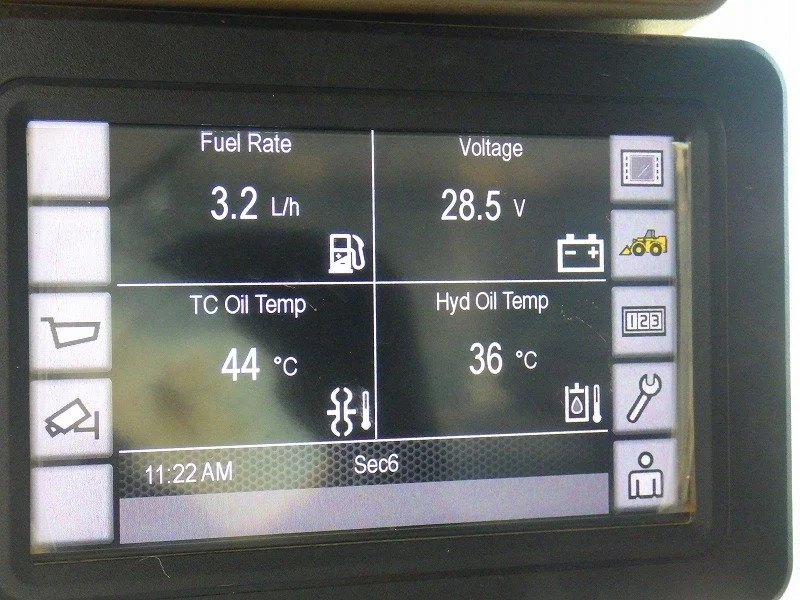 Fuel Rate
3.2 L/h
Voltage
28.5 V
TC Oil Temp
44 °C
Hyd Oil Temp
36 °C
123
11:22 AM
Sec6